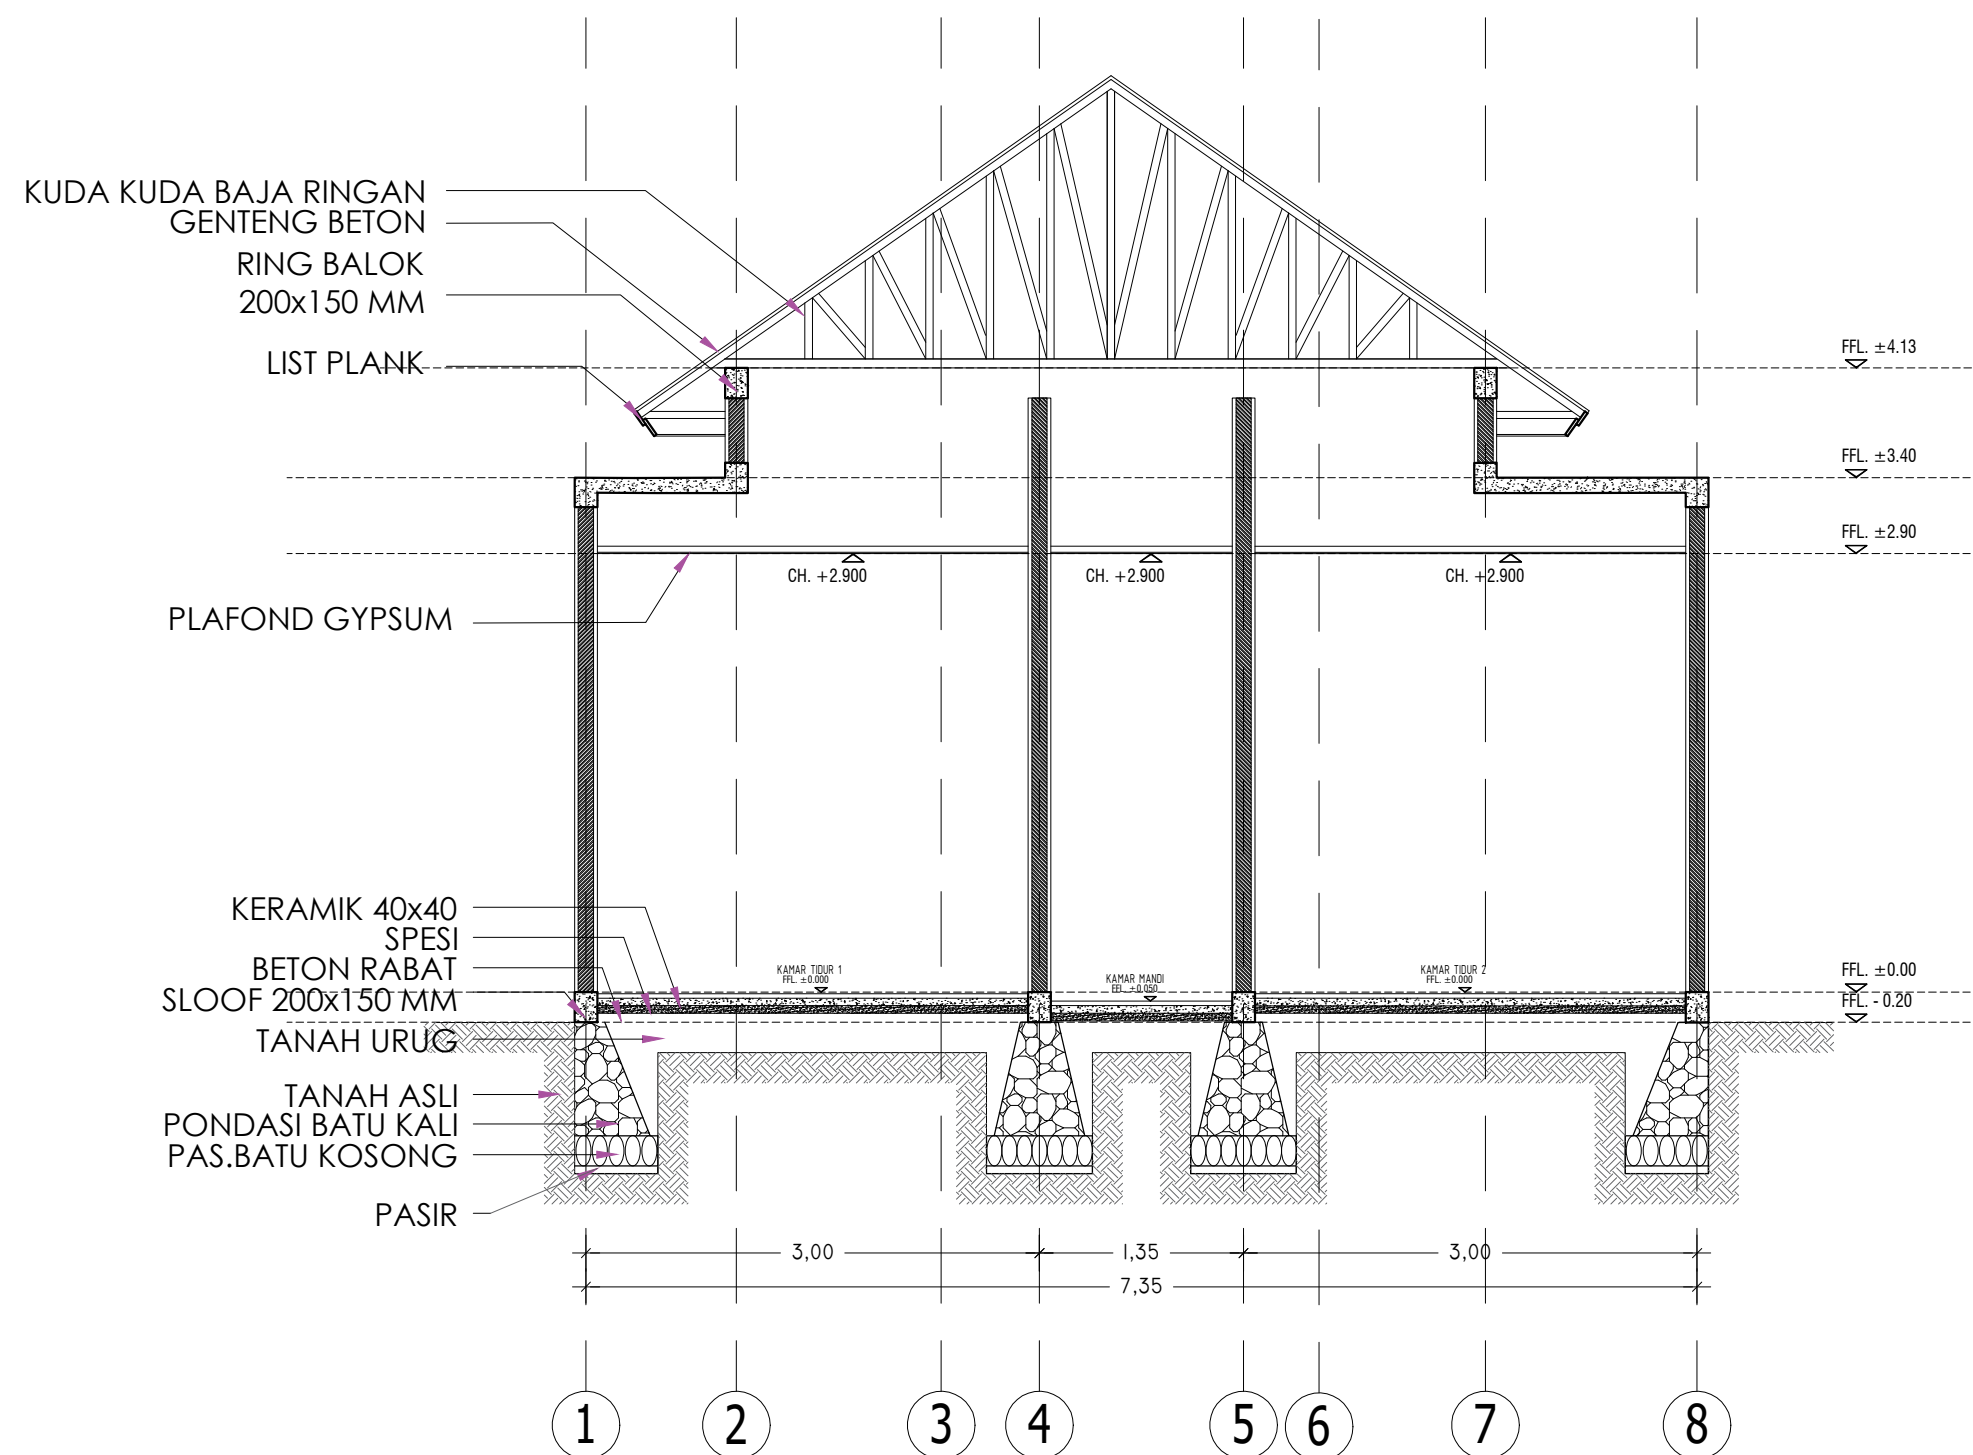 KUDA KUDA BAJA RINGAN
GENTENG BETON
RING BALOK
200x150 MM
LIST PLANK
FFL. ±4.13
FFL. ±3.40
FFL. ±2.90
CH. +2.900
CH. +2.900
CH. +2.900
PLAFOND GYPSUM
KERAMIK 40x40
SPESI
BETON RABAT
SLOOF 200x150 MM
TANAH URUG
TANAH ASLI
PONDASI BATU KALI
PAS.BATU KOSONG
PASIR
KAMAR TIDUR 1
FFL. ±0.000
KAMAR MANDI
FFL. ±0.050
KAMAR TIDUR 2
FFL. ±0.000
FFL. ±0.00
FFL. -0.20
3,00
1,35
3,00
7,35
1
2
3
4
5
6
7
8